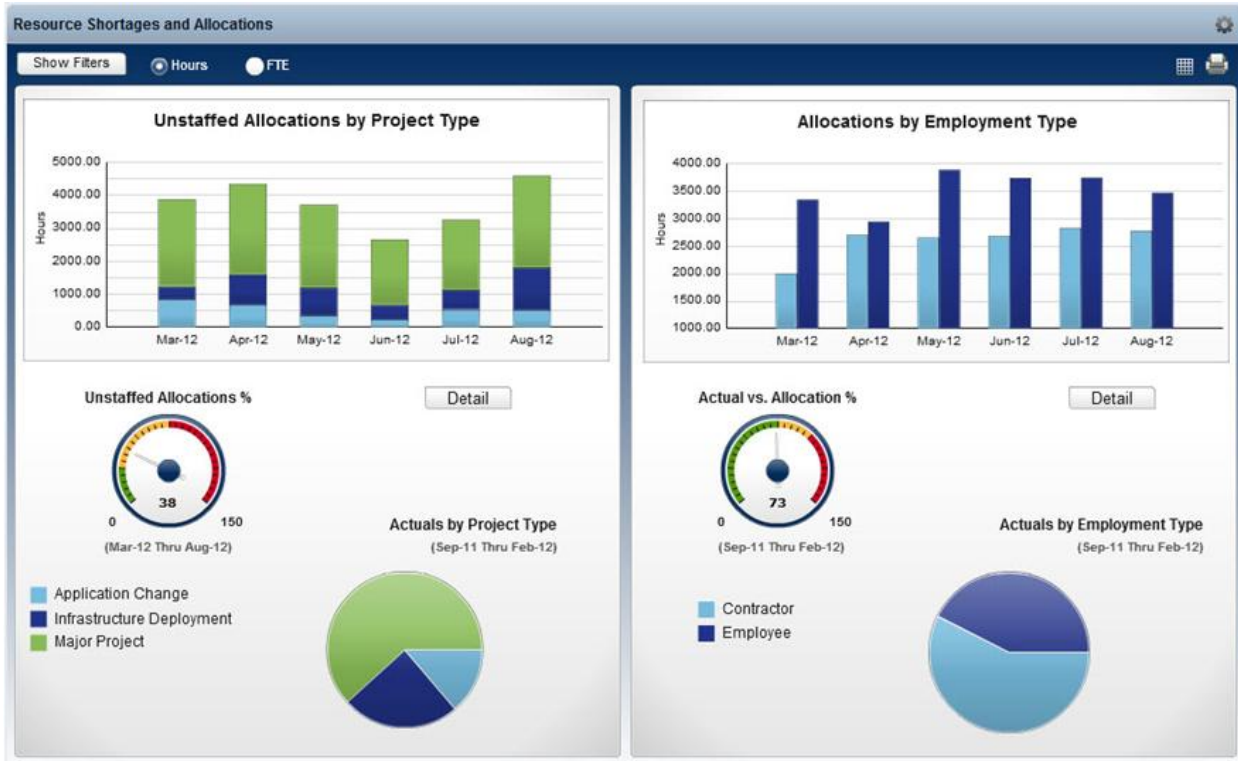 Resource Shortages and Allocations
Show Filters Hours FTE
Unstaffed Allocations by Project Type
5000.00
4000.00
3000.00
2000.00
1000.00
0.00
Hours
Mar-12 Apr-12 May-12 Jun-12 Jul-12 Aug-12
Unstaffed Allocations %
Detail
38
0 150
(Mar-12 Thru Aug-12)
Actuals by Project Type
(Sep-11 Thru Feb-12)
Application Change
Infrastructure Deployment
Major Project
Allocations by Employment Type
4000.00
3500.00
3000.00
2500.00
2000.00
1500.00
1000.00
Hours
Mar-12 Apr-12 May-12 Jun-12 Jul-12 Aug-12
Actual vs. Allocation %
Detail
73
0 150
(Sep-11 Thru Feb-12)
Actuals by Employment Type
(Sep-11 Thru Feb-12)
Contractor
Employee